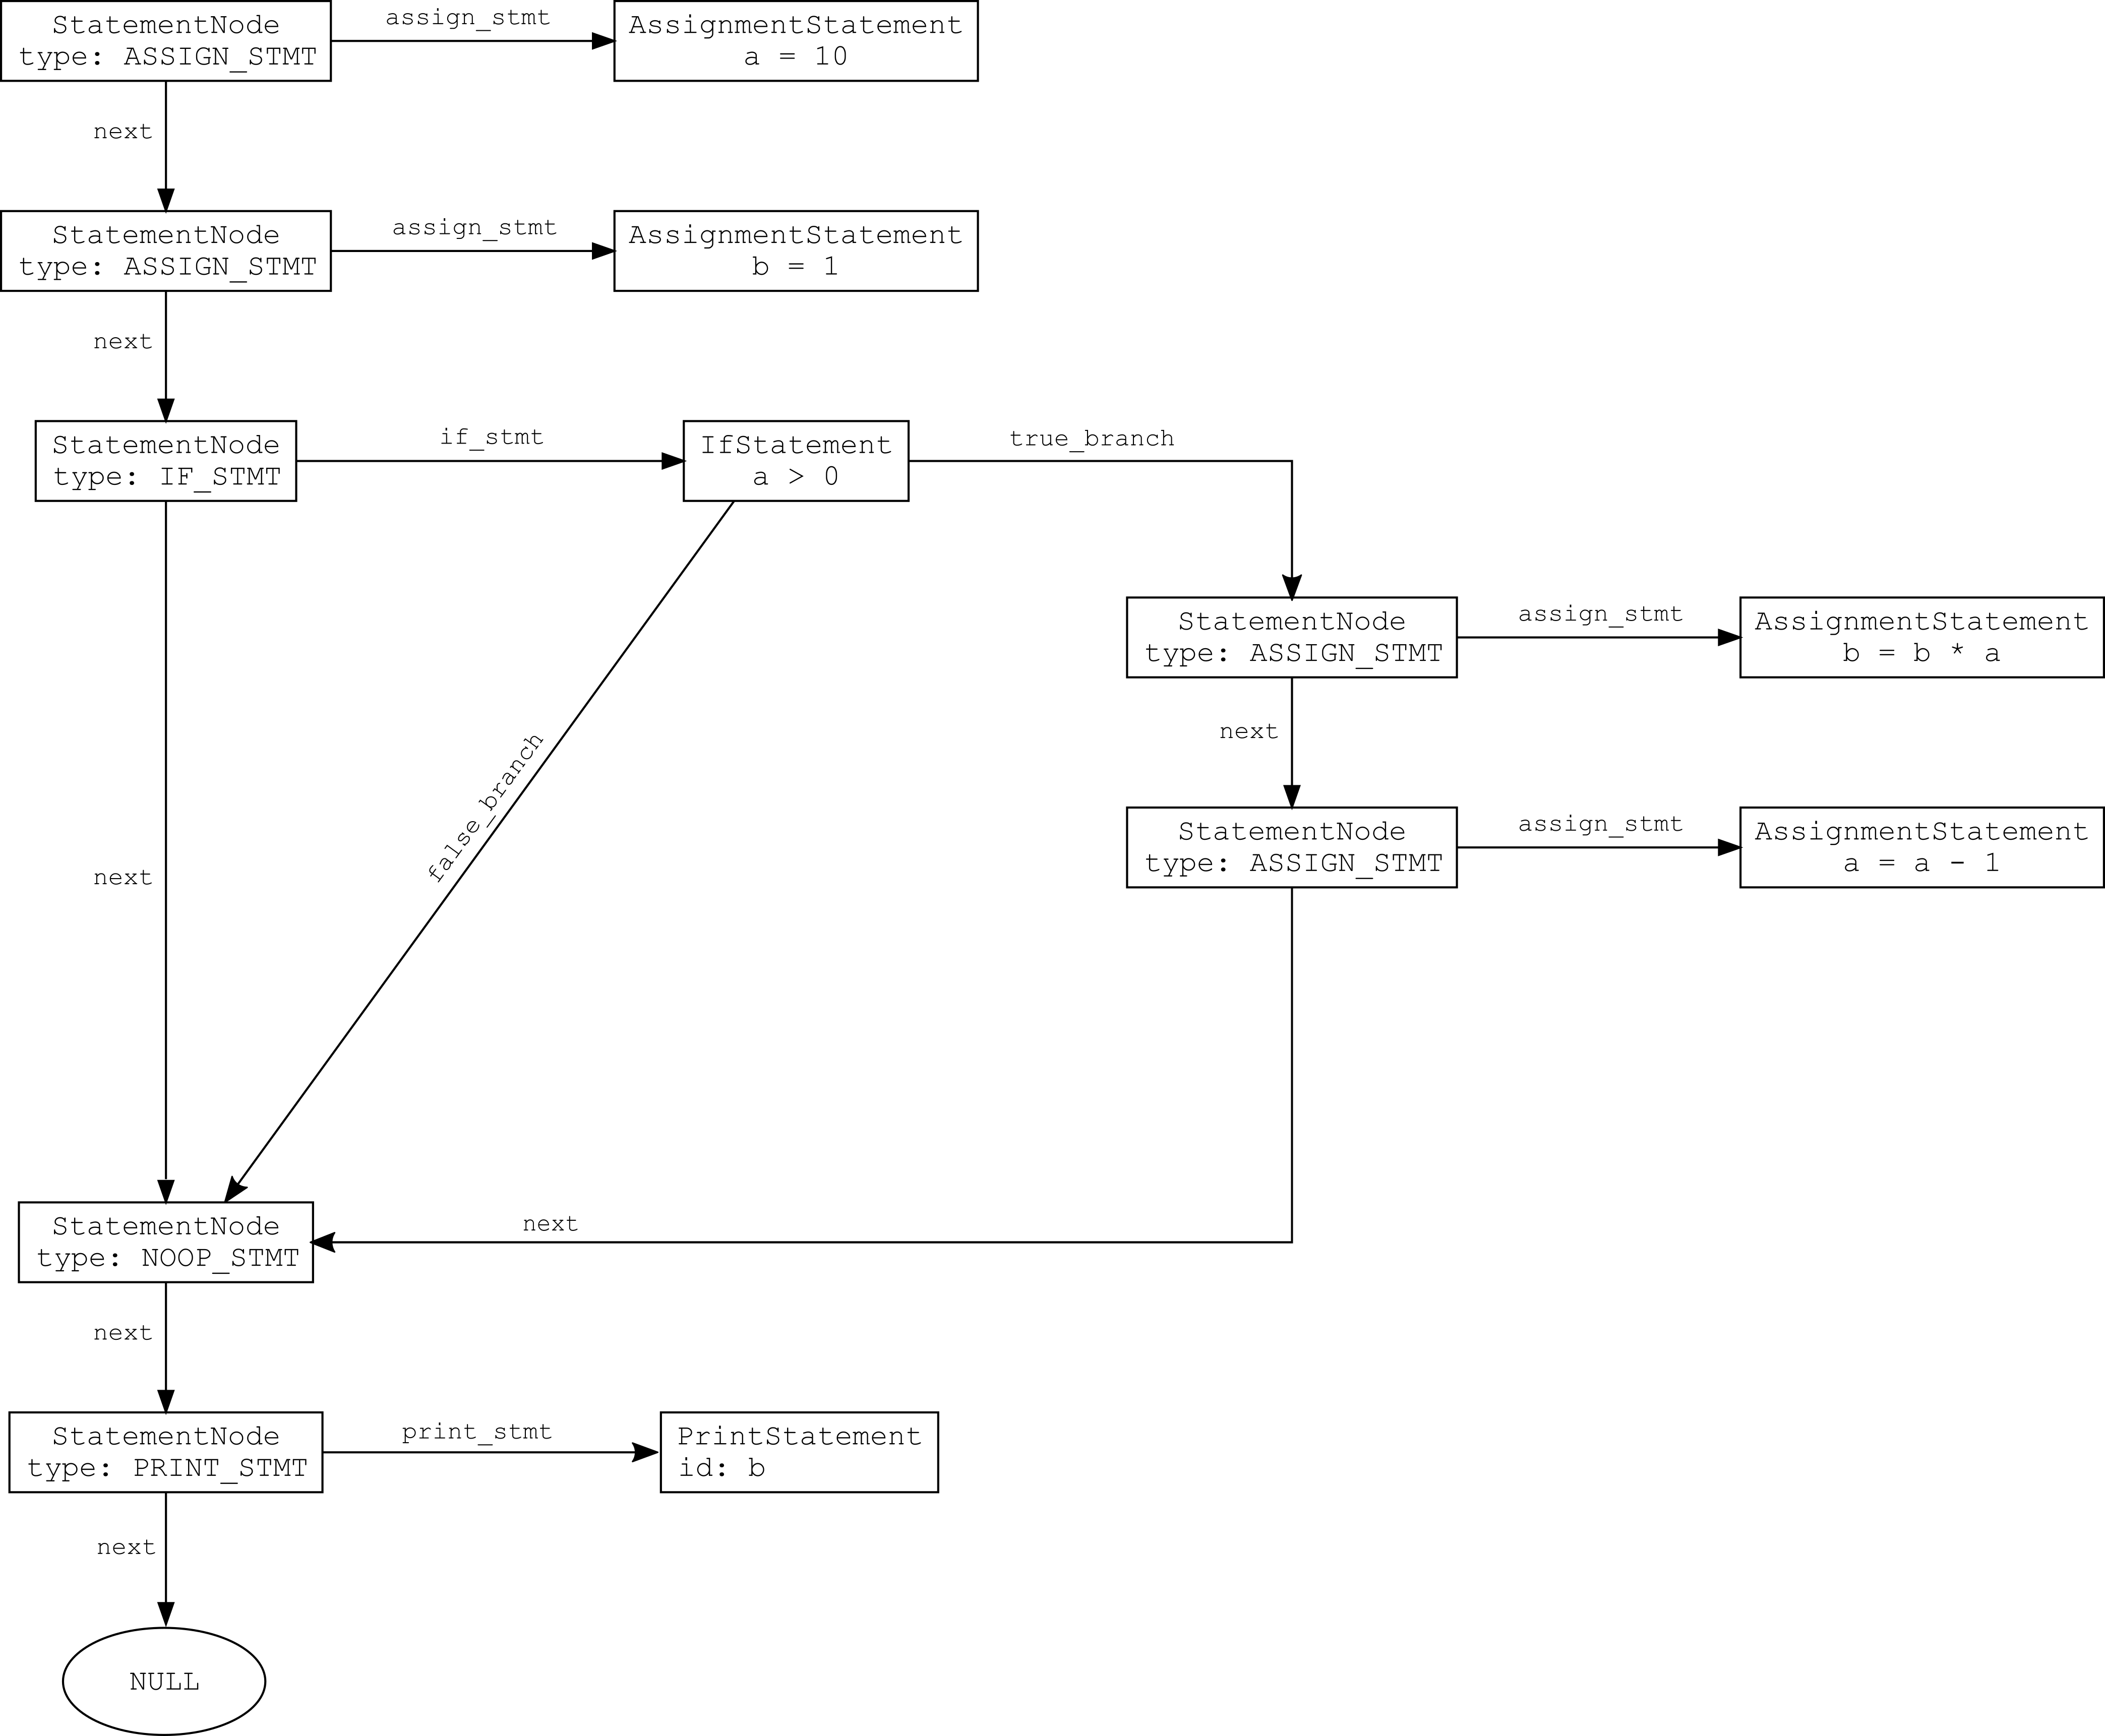 StatementNode
type: ASSIGN_STMT
assign_stmt
AssignmentStatement
a = 10
next
StatementNode
type: ASSIGN_STMT
assign_stmt
AssignmentStatement
b = 1
next
StatementNode
type: IF_STMT
if_stmt
IfStatement
a > 0
true_branch
StatementNode
type: ASSIGN_STMT
assign_stmt
AssignmentStatement
b = b * a
next
StatementNode
type: ASSIGN_STMT
assign_stmt
AssignmentStatement
a = a - 1
next
false_branch
next
StatementNode
type: NOOP_STMT
next
StatementNode
type: PRINT_STMT
print_stmt
PrintStatement
id: b
next
NULL